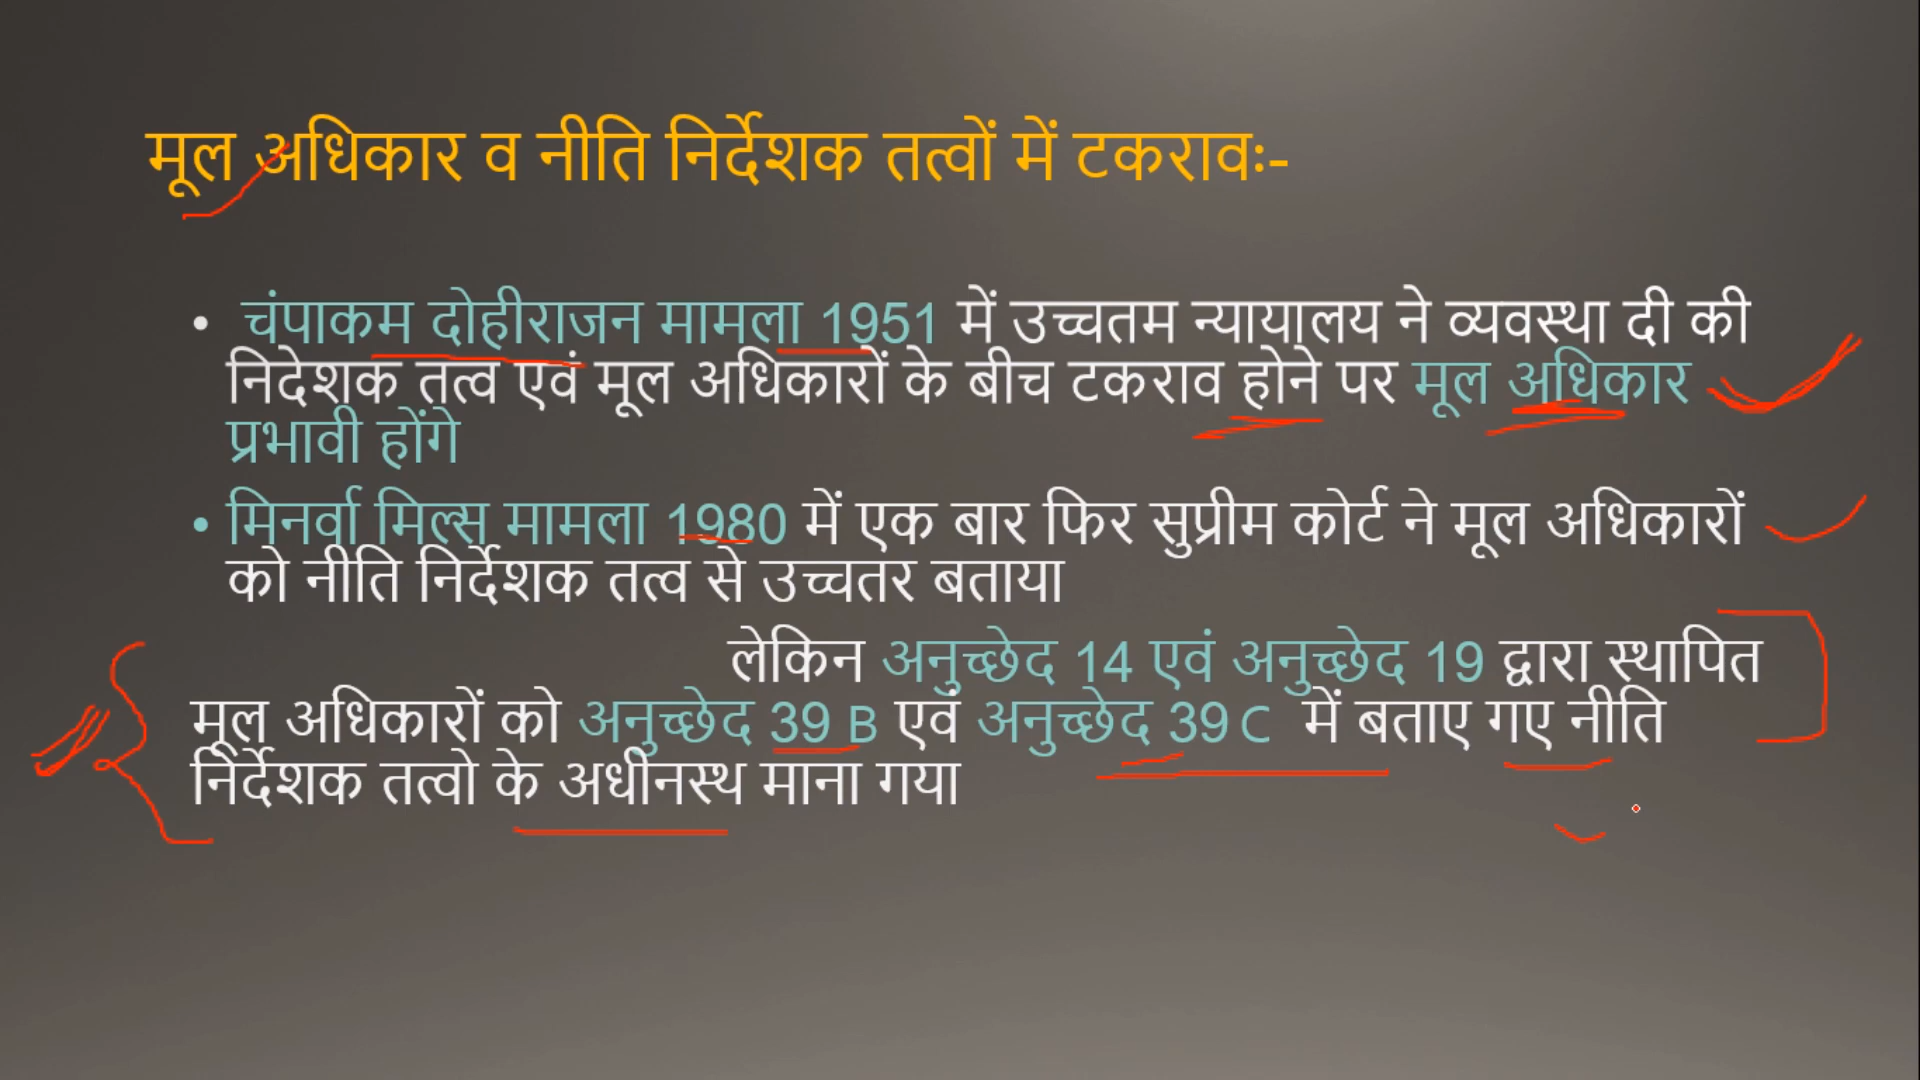 मूल अधिकार व नीति निर्देशक तत्वों में टकरावः-
• चंपाकम दोहीराजन मामला 1951 में उच्चतम न्यायालय ने व्यवस्था दी की
निदेशक तत्व एवं मूल अधिकारों के बीच टकराव होने पर मूल अधिकार
प्रभावी होंगे
• मिनर्वा मिल्स मामला 1980 में एक बार फिर सुप्रीम कोर्ट ने मूल अधिकारों
को नीति निर्देशक तत्व से उच्चतर बताया
लेकिन अनुच्छेद 14 एवं अनुच्छेद 19 द्वारा स्थापित
मूल अधिकारों को अनुच्छेद 39 B एवं अनुच्छेद 39 C में बताए गए नीति
निर्देशक तत्वो के अधीनस्थ माना गया